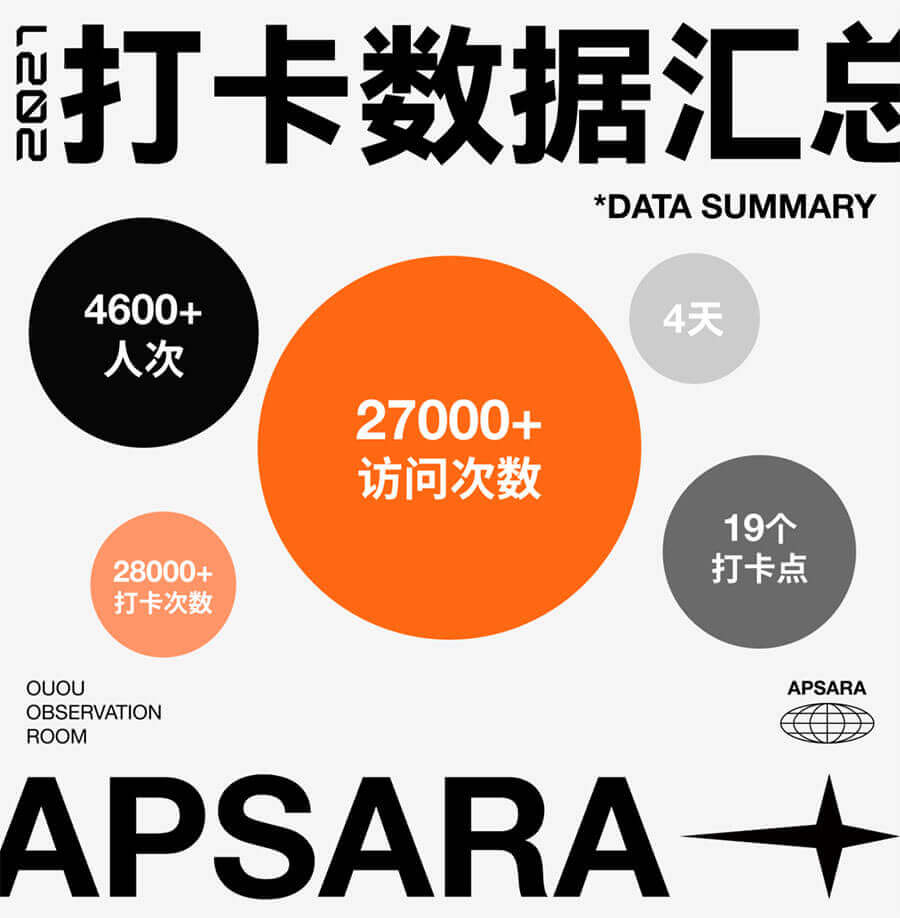 2021
打卡数据汇总
*DATA SUMMARY
4600+
人次
27000+
访问次数
4天
28000+
打卡次数
19个
打卡点
OUOU
OBSERVATION
ROOM
APSARA
APSARA